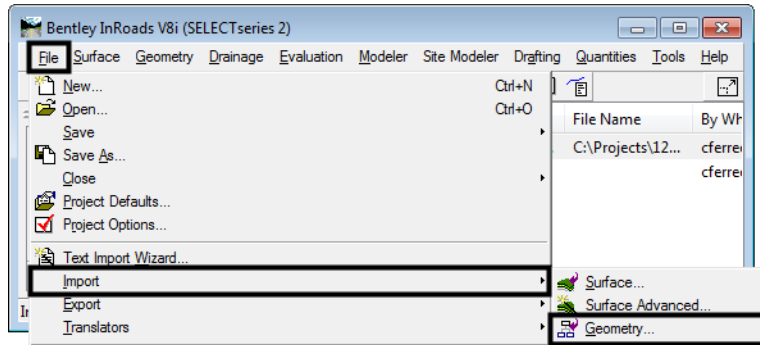 Bentley InRoads V8i (SELECTseries 2)
File Surface Geometry Drainage Evaluation Modeler Site Modeler Drafting Quantities Tools Help
New... Ctrl+N
Open... Ctrl+O
File Name By Wh
Save
C:\Projects\12... cferre
Save As...
cferre
Close
Project Defaults...
Project Options...
Text Import Wizard...
Import
Surface...
Export
Surface Advanced...
Translators
Geometry...